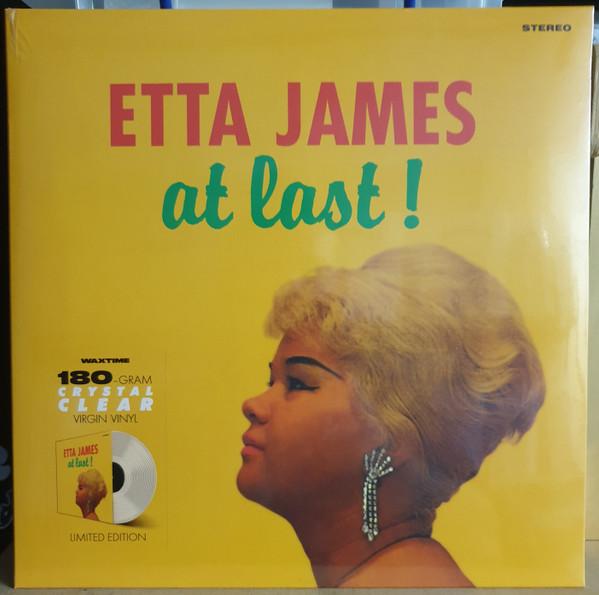 STEREO
ETTA JAMES
at last!
WAXTIME
180-GRAM
CRYSTAL
CLEAR
VIRGIN VINYL
ETTA JAMES
at last!
LIMITED EDITION